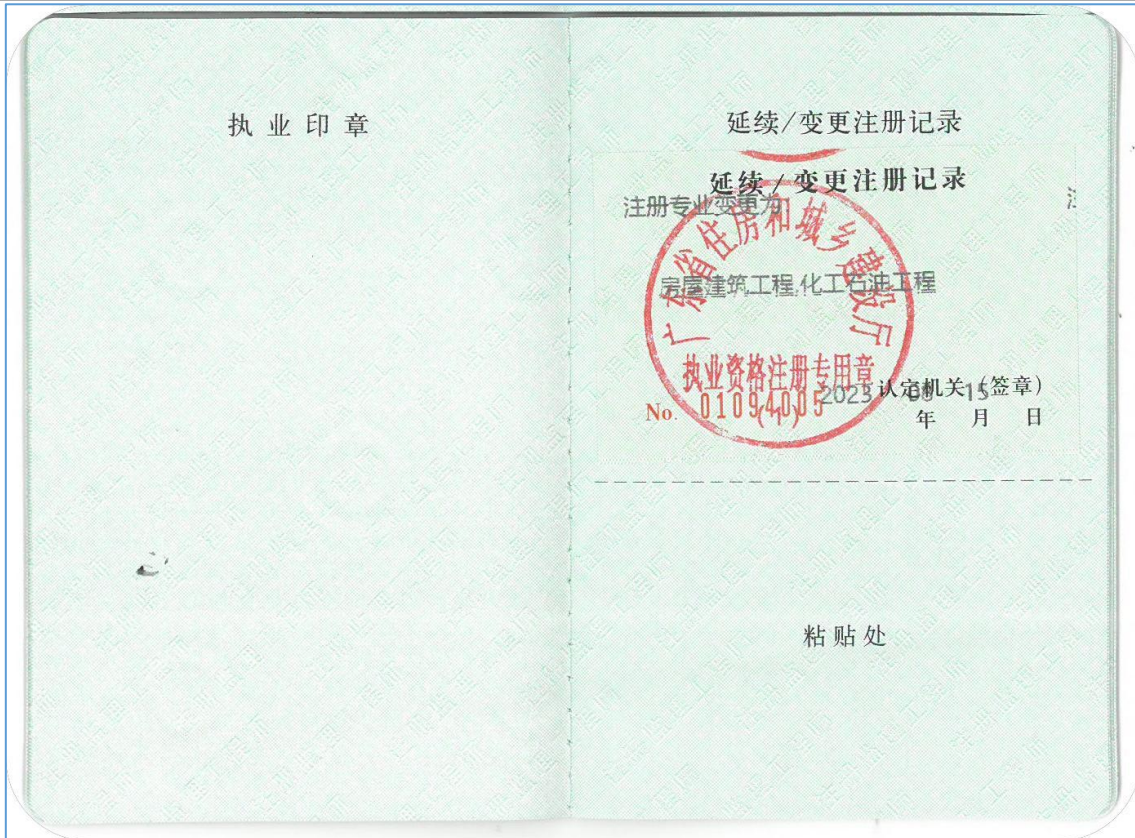 执业印章
延续/变更注册记录
延续/变更注册记录
注册专业变更为
注
房屋建筑工程,化工石油工程
广东省住房和城乡建设厅
执业资格注册专用章
(1)
No. 01094005
认定机关(签章)
2023 15
年 月 日
粘贴处